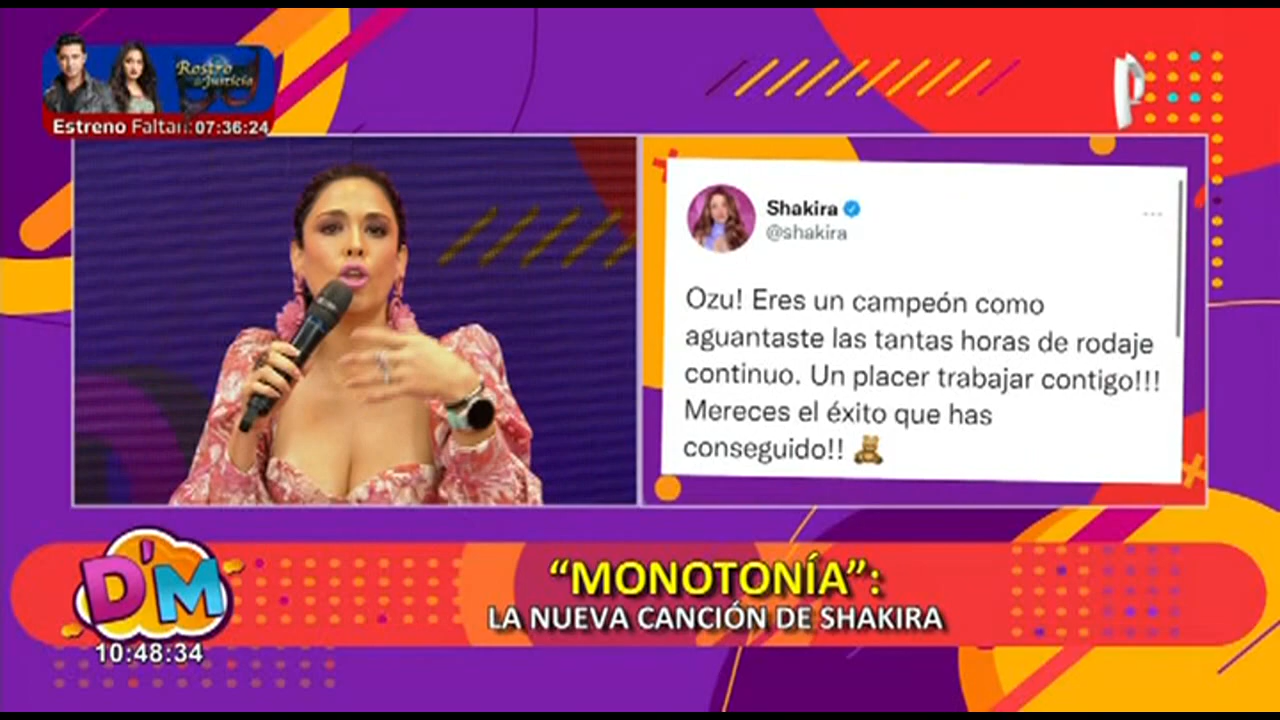 Rostro
de Justicia
Estreno Faltan: 07:36:24
P
Shakira
@shakira
Ozu! Eres un campeón como
aguantaste las tantas horas de rodaje
continuo. Un placer trabajar contigo!!!
Mereces el éxito que has
conseguido!! 🧸
D'M
10:48:34
“MONOTONÍA”:
LA NUEVA CANCIÓN DE SHAKIRA